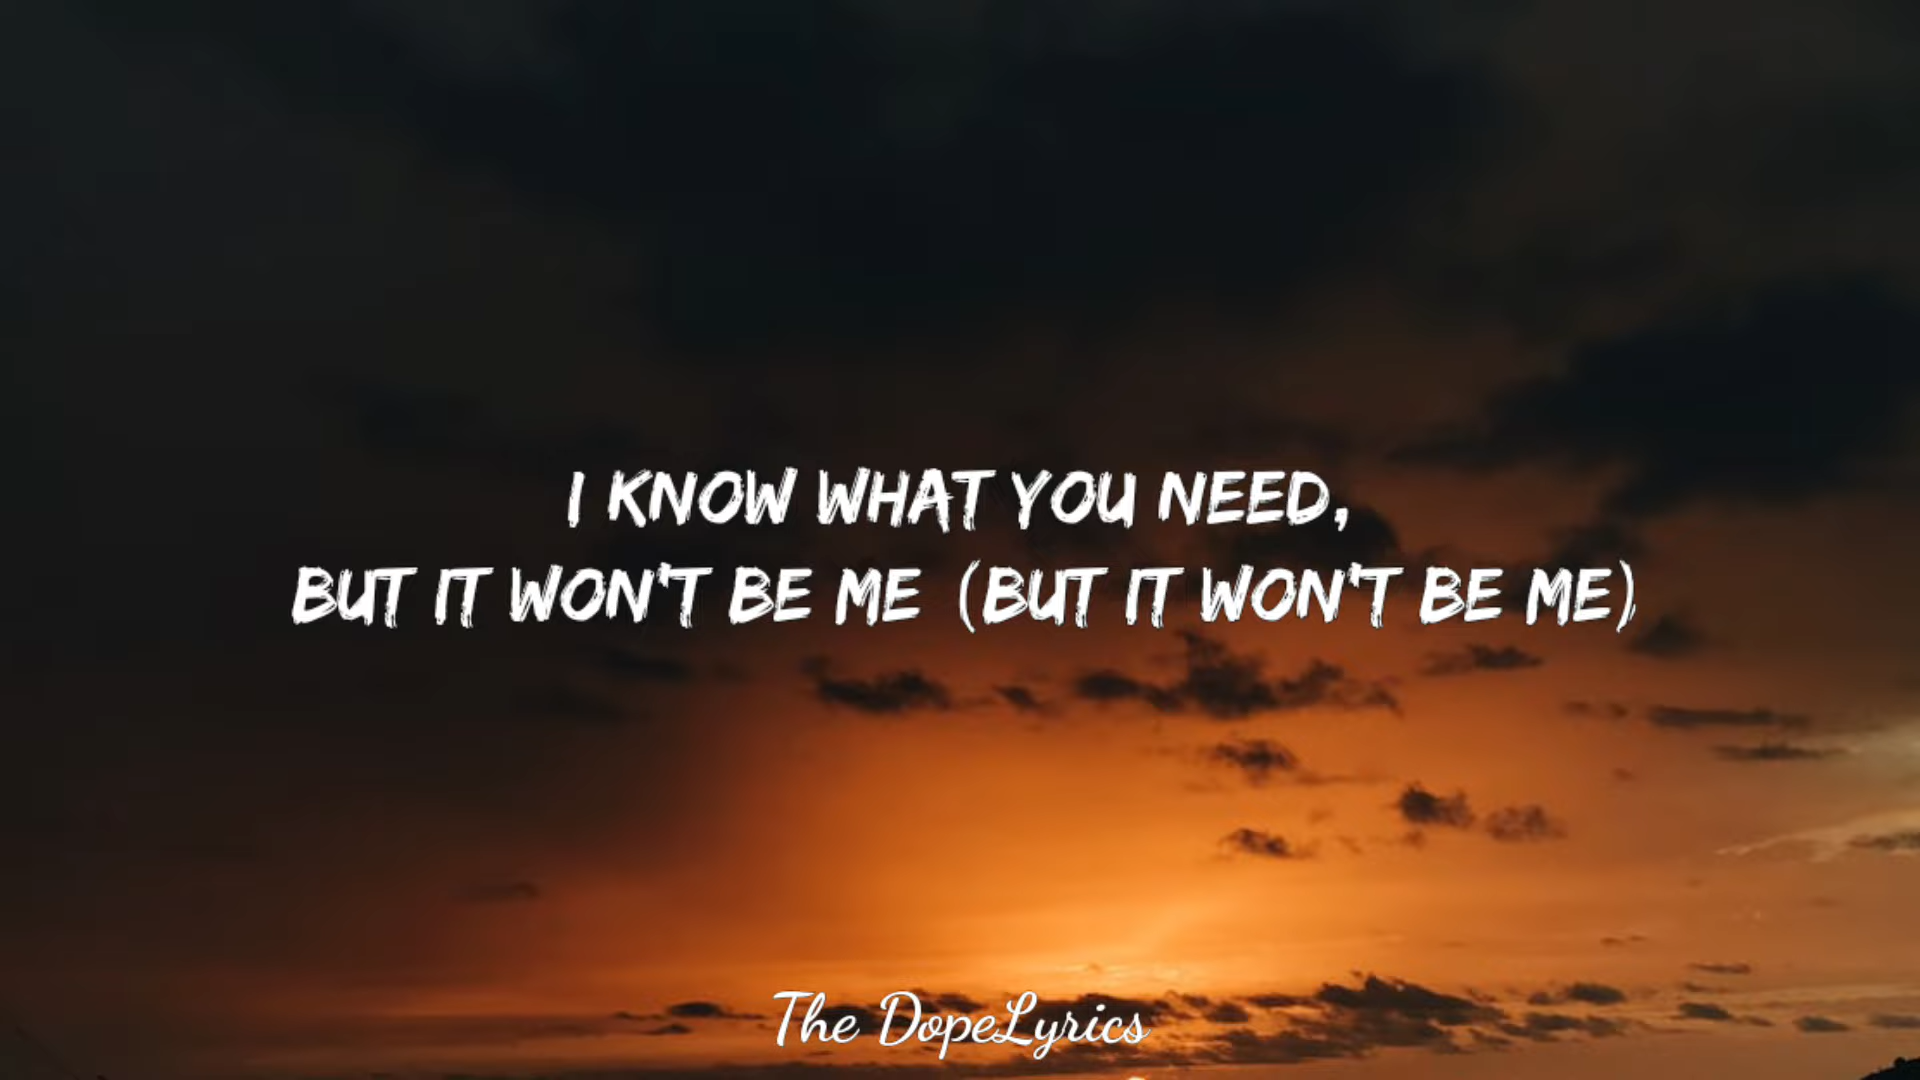 I KNOW WHAT YOU NEED,
BUT IT WON'T BE ME (BUT IT WON'T BE ME)
The DopeLyrics